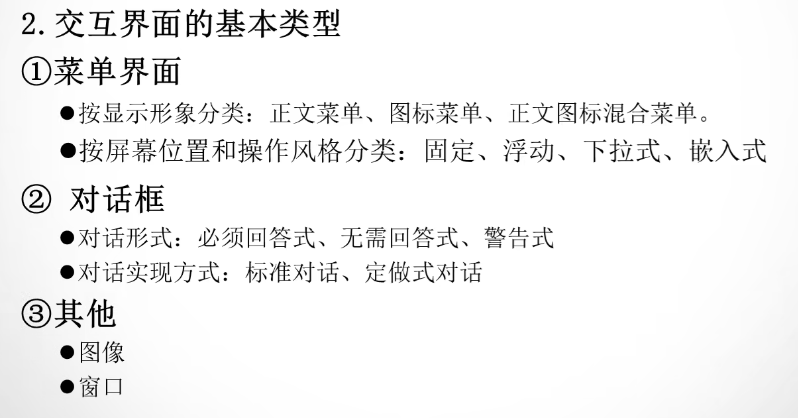 2.交互界面的基本类型
①菜单界面
●按显示形象分类：正文菜单、图标菜单、正文图标混合菜单。
●按屏幕位置和操作风格分类：固定、浮动、下拉式、嵌入式
② 对话框
●对话形式：必须回答式、无需回答式、警告式
●对话实现方式：标准对话、定做式对话
③其他
●图像
●窗口